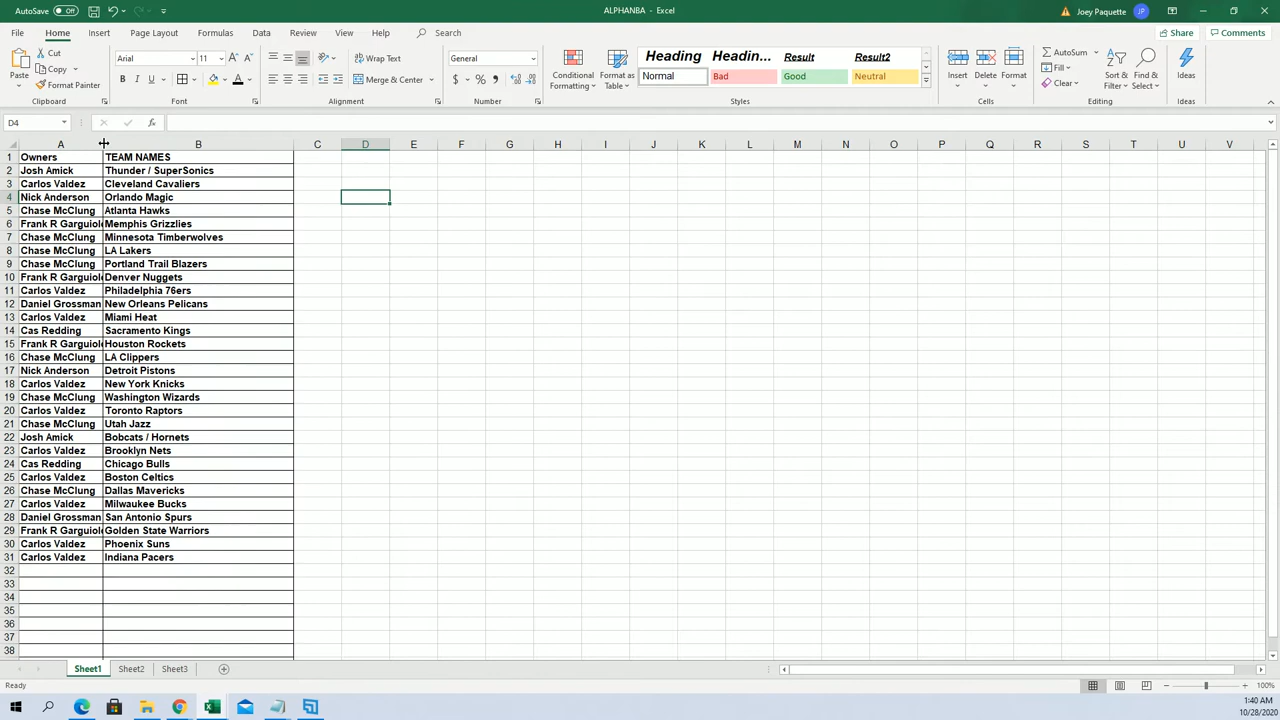 AutoSave Off ALPHANBA - Excel Joey Paquette JP
File Home Insert Page Layout Formulas Data Review View Help Search Share Comments
Paste Cut Copy Format Painter Clipboard
Arial 11 A A B I U A Font
Wrap Text Merge & Center Alignment
General $ % Number
Conditional Formatting Format as Table
Heading Headin... Result Result2
Normal Bad Good Neutral
Styles
Insert Delete Format Cells
AutoSum Fill Clear Sort & Filter Find & Select Editing
Ideas Ideas
D4 fx
A B C D E F G H I J K L M N O P Q R S T U V
1 Owners TEAM NAMES
2 Josh Amick Thunder / SuperSonics
3 Carlos Valdez Cleveland Cavaliers
4 Nick Anderson Orlando Magic
5 Chase McClung Atlanta Hawks
6 Frank R Garguiolo Memphis Grizzlies
7 Chase McClung Minnesota Timberwolves
8 Chase McClung LA Lakers
9 Chase McClung Portland Trail Blazers
10 Frank R Garguiolo Denver Nuggets
11 Carlos Valdez Philadelphia 76ers
12 Daniel Grossman New Orleans Pelicans
13 Carlos Valdez Miami Heat
14 Cas Redding Sacramento Kings
15 Frank R Garguiolo Houston Rockets
16 Chase McClung LA Clippers
17 Nick Anderson Detroit Pistons
18 Carlos Valdez New York Knicks
19 Chase McClung Washington Wizards
20 Carlos Valdez Toronto Raptors
21 Chase McClung Utah Jazz
22 Josh Amick Bobcats / Hornets
23 Carlos Valdez Brooklyn Nets
24 Cas Redding Chicago Bulls
25 Carlos Valdez Boston Celtics
26 Chase McClung Dallas Mavericks
27 Carlos Valdez Milwaukee Bucks
28 Daniel Grossman San Antonio Spurs
29 Frank R Garguiolo Golden State Warriors
30 Carlos Valdez Phoenix Suns
31 Carlos Valdez Indiana Pacers
32
33
34
35
36
37
38
Sheet1 Sheet2 Sheet3
Ready 100%
1:40 AM
10/28/2020